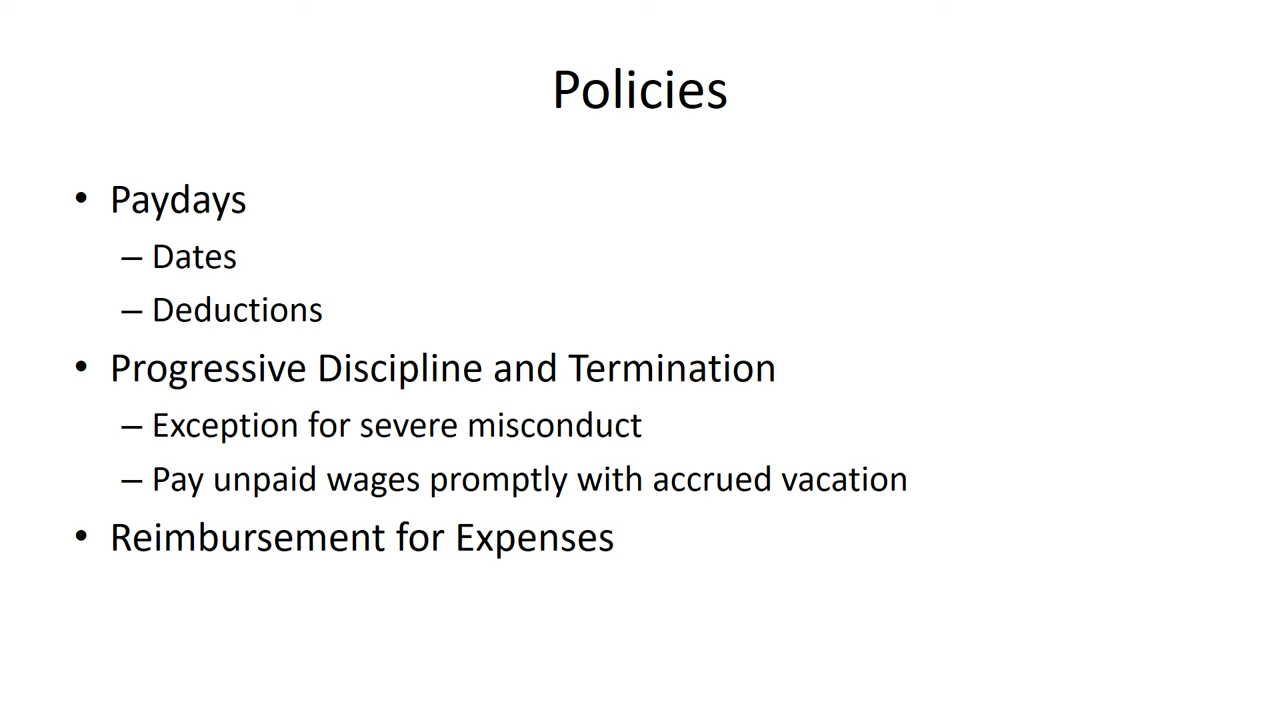 Policies
• Paydays
– Dates
– Deductions
• Progressive Discipline and Termination
– Exception for severe misconduct
– Pay unpaid wages promptly with accrued vacation
• Reimbursement for Expenses